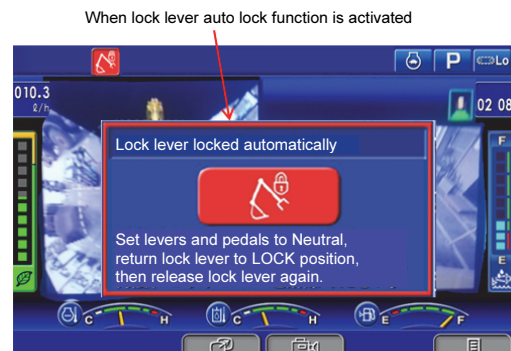 When lock lever auto lock function is activated
P
Lo
010.3
ℓ/h
02 08
Lock lever locked automatically
F
Set levers and pedals to Neutral,
return lock lever to LOCK position,
then release lock lever again.
E
C H
C H
E F